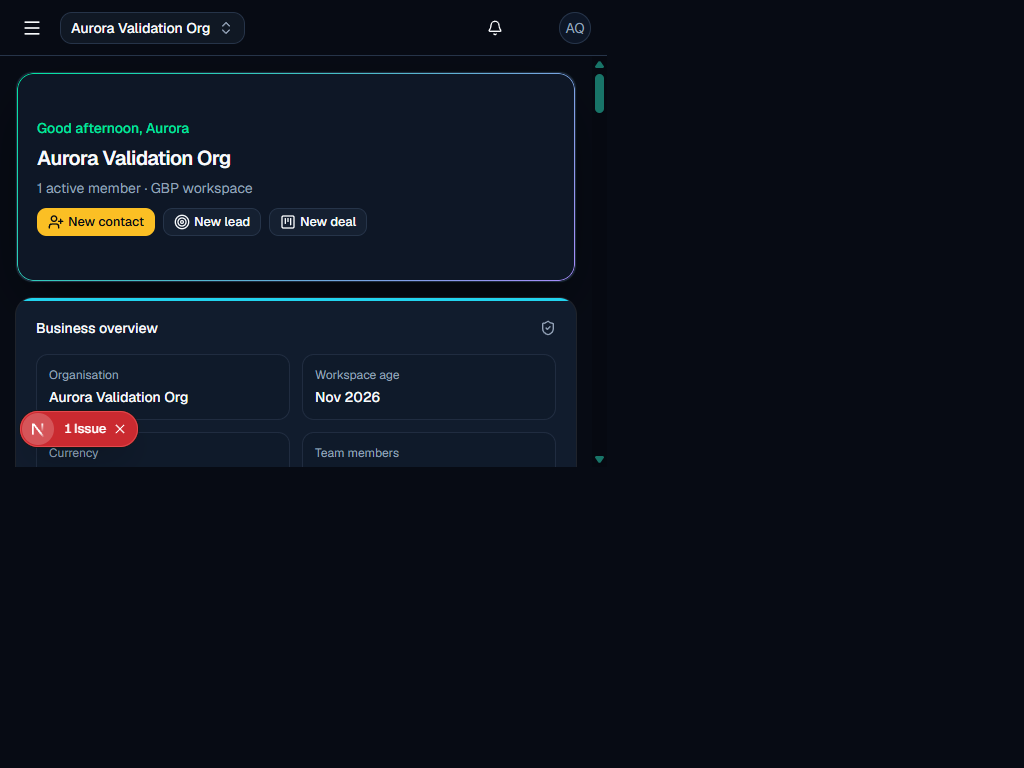 Aurora Validation Org
AQ
Good afternoon, Aurora
Aurora Validation Org
1 active member · GBP workspace
New contact
New lead
New deal
Business overview
Organisation
Aurora Validation Org
Workspace age
Nov 2026
N 1 Issue
Currency
Team members